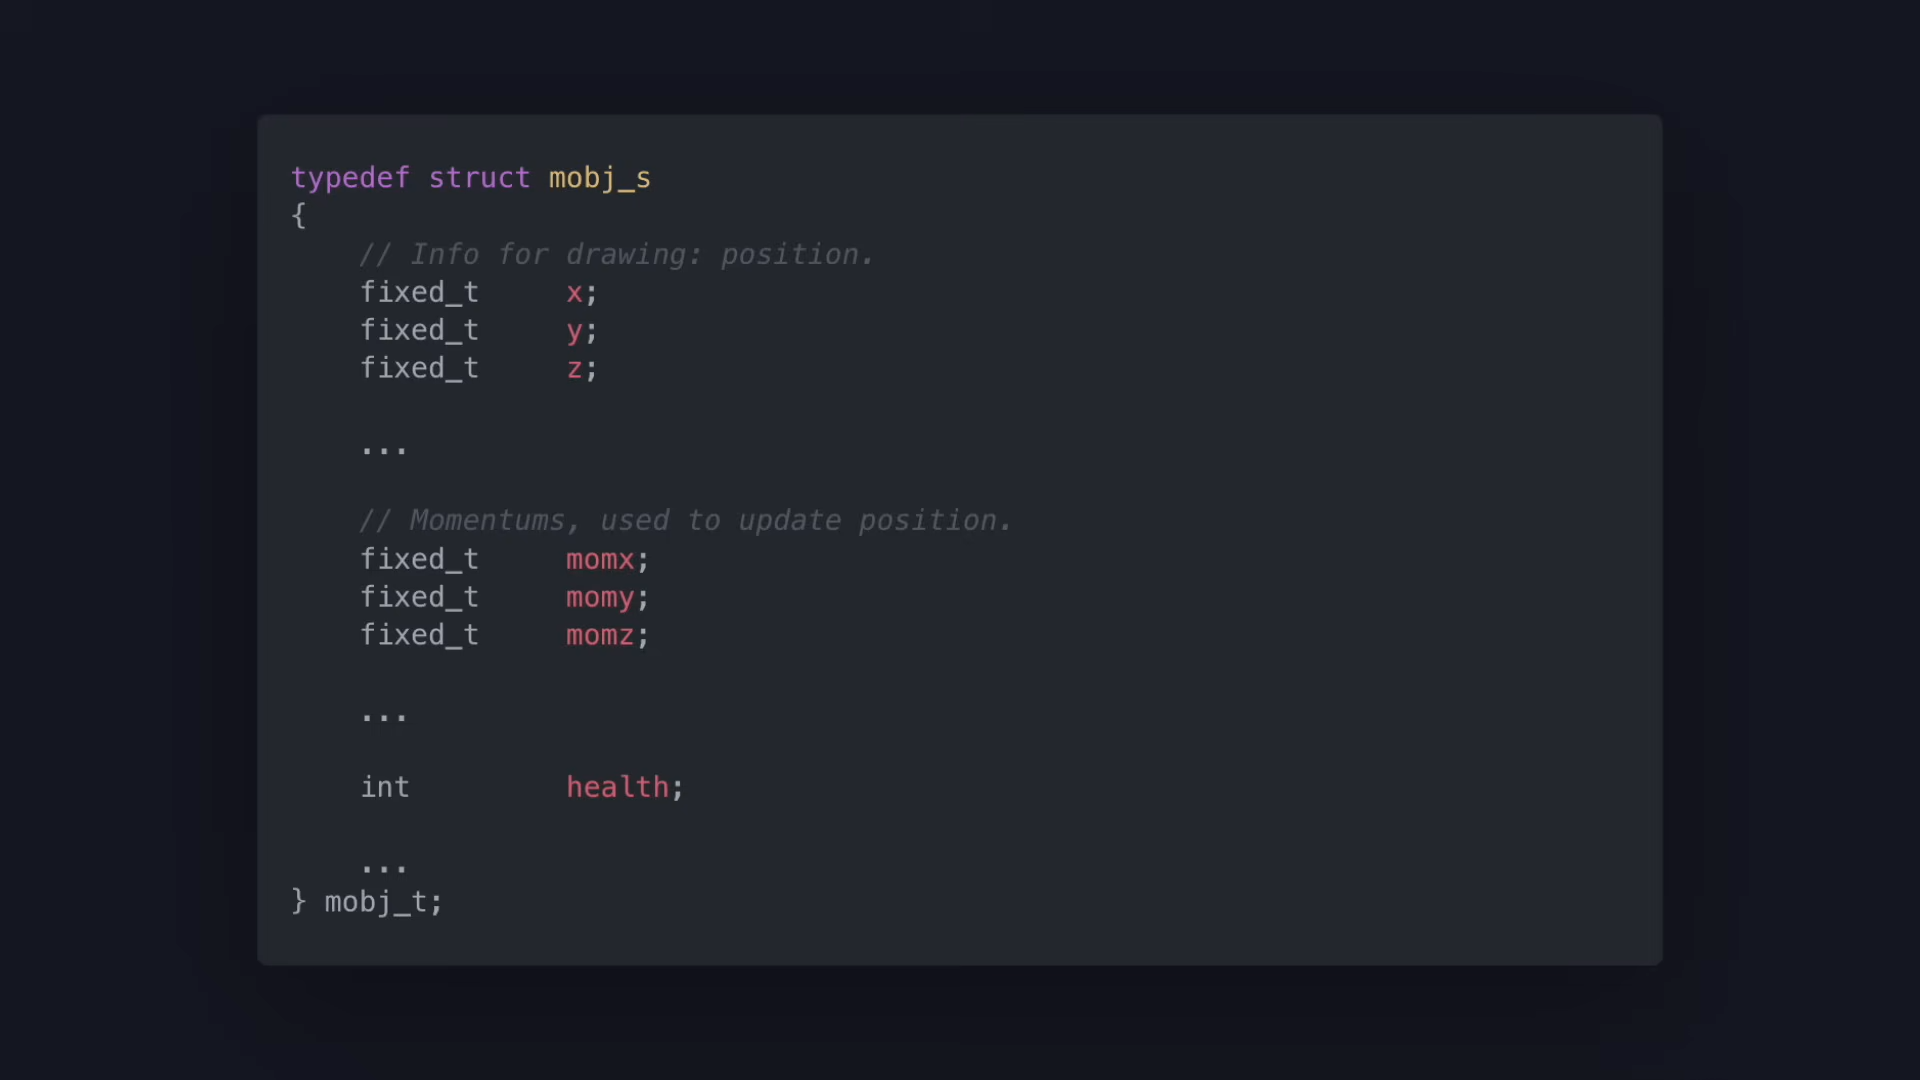 typedef struct mobj_s
{
    // Info for drawing: position.
    fixed_t     x;
    fixed_t     y;
    fixed_t     z;

    ...

    // Momentums, used to update position.
    fixed_t     momx;
    fixed_t     momy;
    fixed_t     momz;

    ...

    int         health;

    ...
} mobj_t;